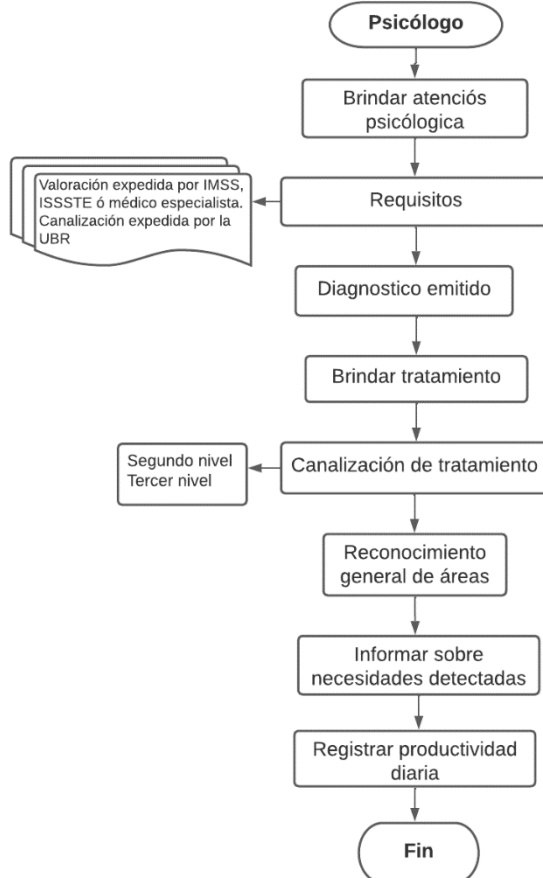 Psicólogo
Brindar atenciós
psicólogica
Valoración expedida por IMSS,
ISSSTE ó médico especialista.
Canalización expedida por la
UBR
Requisitos
Diagnostico emitido
Brindar tratamiento
Segundo nivel
Tercer nivel
Canalización de tratamiento
Reconocimiento
general de áreas
Informar sobre
necesidades detectadas
Registrar productividad
diaria
Fin